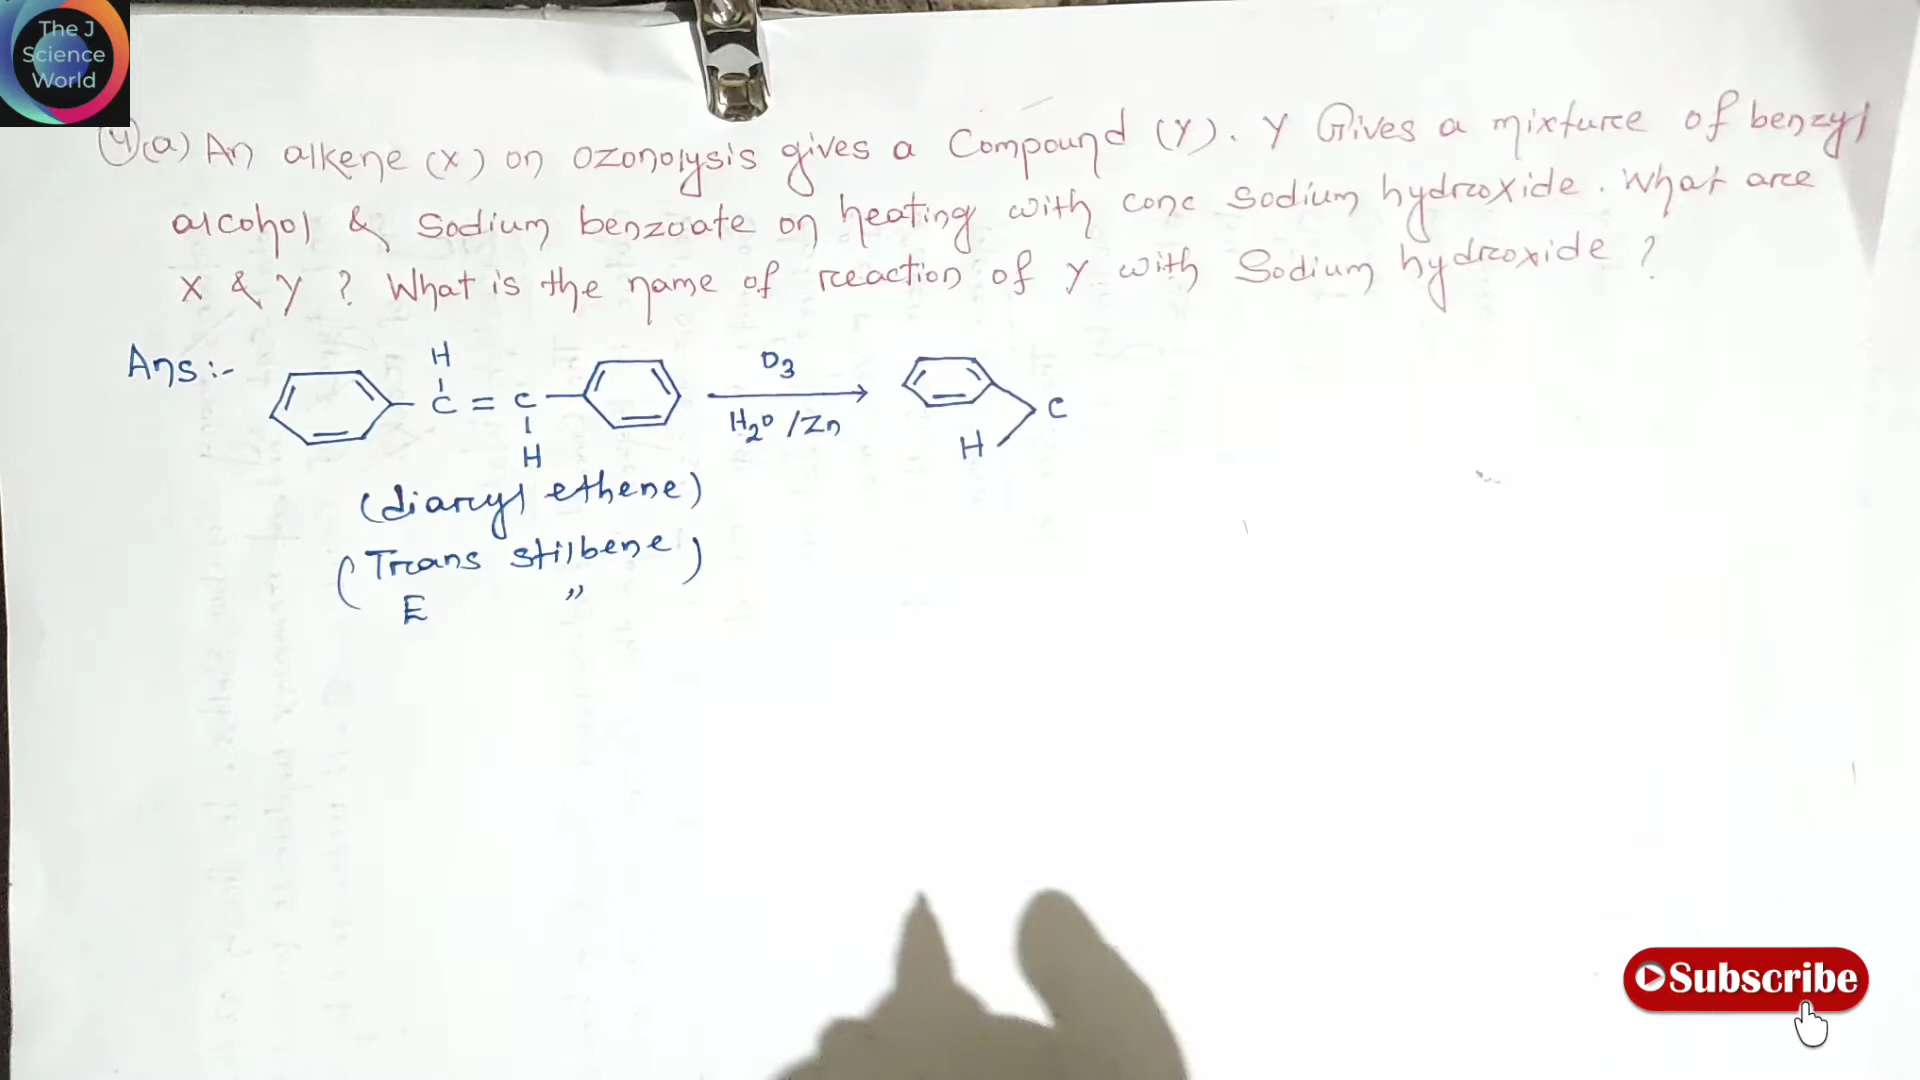 The J
Science
World
4(a) An alkene (X) on ozonolysis gives a Compound (Y). Y Gives a mixture of benzyl
alcohol & Sodium benzoate on heating with conc Sodium hydroxide. What are
X & Y ? What is the name of reaction of Y with Sodium hydroxide ?
Ans:-
H
C = C
H
O3
H2O /Zn
C
H
(diaryl ethene)
(Trans stilbene)
E "
Subscribe